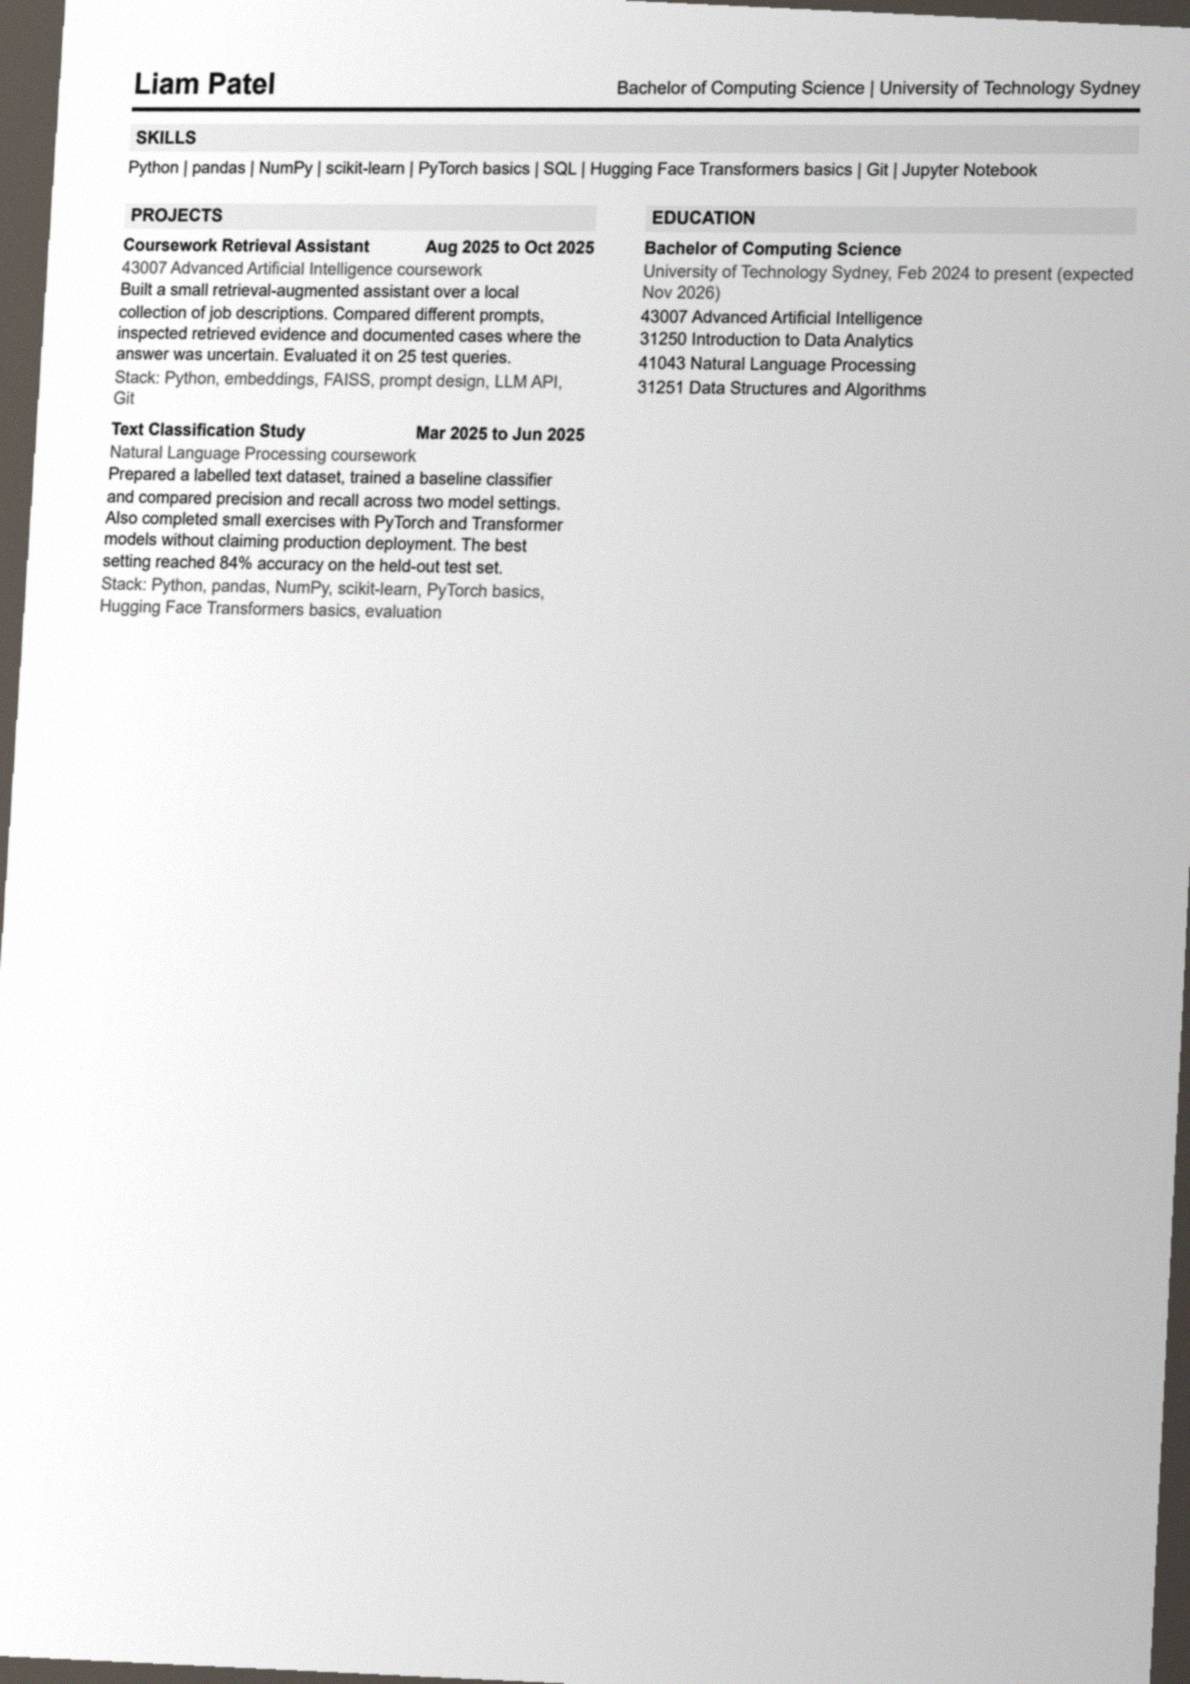 Liam Patel
Bachelor of Computing Science | University of Technology Sydney
SKILLS
Python | pandas | NumPy | scikit-learn | PyTorch basics | SQL | Hugging Face Transformers basics | Git | Jupyter Notebook
PROJECTS
Coursework Retrieval Assistant Aug 2025 to Oct 2025
43007 Advanced Artificial Intelligence coursework
Built a small retrieval-augmented assistant over a local
collection of job descriptions. Compared different prompts,
inspected retrieved evidence and documented cases where the
answer was uncertain. Evaluated it on 25 test queries.
Stack: Python, embeddings, FAISS, prompt design, LLM API,
Git
Text Classification Study Mar 2025 to Jun 2025
Natural Language Processing coursework
Prepared a labelled text dataset, trained a baseline classifier
and compared precision and recall across two model settings.
Also completed small exercises with PyTorch and Transformer
models without claiming production deployment. The best
setting reached 84% accuracy on the held-out test set.
Stack: Python, pandas, NumPy, scikit-learn, PyTorch basics,
Hugging Face Transformers basics, evaluation
EDUCATION
Bachelor of Computing Science
University of Technology Sydney, Feb 2024 to present (expected
Nov 2026)
43007 Advanced Artificial Intelligence
31250 Introduction to Data Analytics
41043 Natural Language Processing
31251 Data Structures and Algorithms